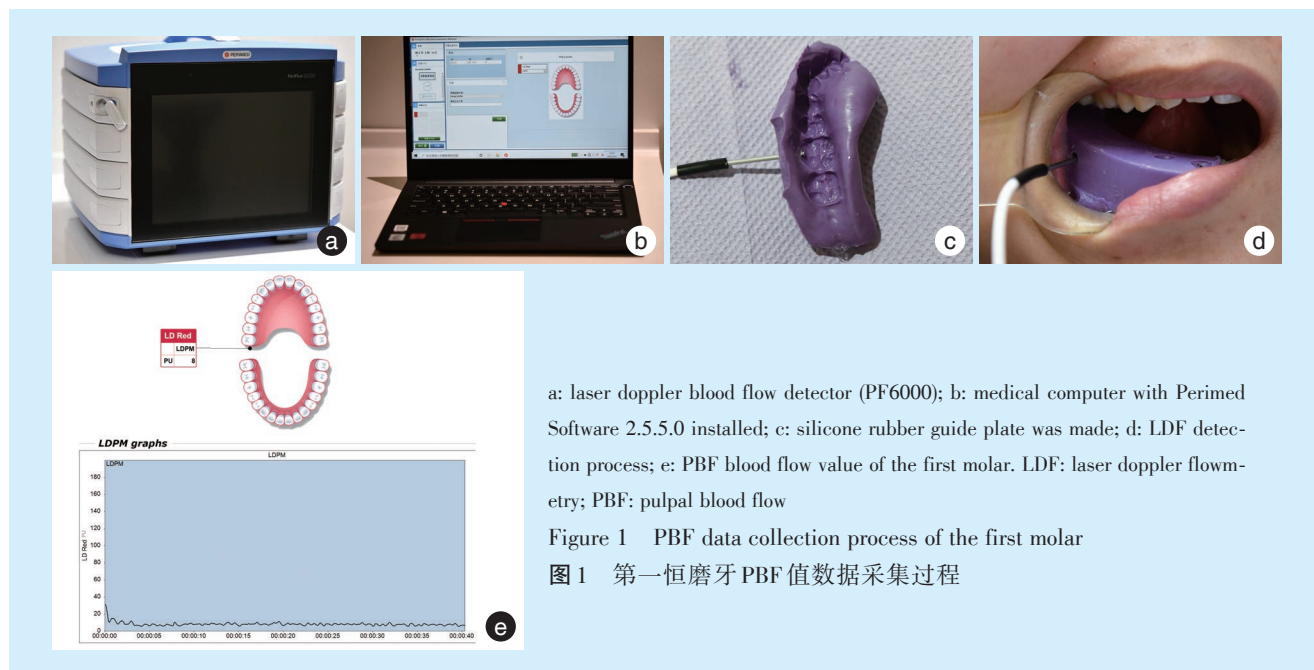 PERIMED
a
b
c
d
LD Red
LDPM
PU 8
LDPM graphs
LDPM
LDPM
180
160
140
120
100
80
60
40
20
0
LD Red PU
00:00:00 00:00:05 00:00:10 00:00:15 00:00:20 00:00:25 00:00:30 00:00:35 00:00:40
e
a: laser doppler blood flow detector (PF6000); b: medical computer with Perimed
Software 2.5.5.0 installed; c: silicone rubber guide plate was made; d: LDF detec-
tion process; e: PBF blood flow value of the first molar. LDF: laser doppler flowm-
etry; PBF: pulpal blood flow
Figure 1 PBF data collection process of the first molar
图1 第一恒磨牙PBF值数据采集过程